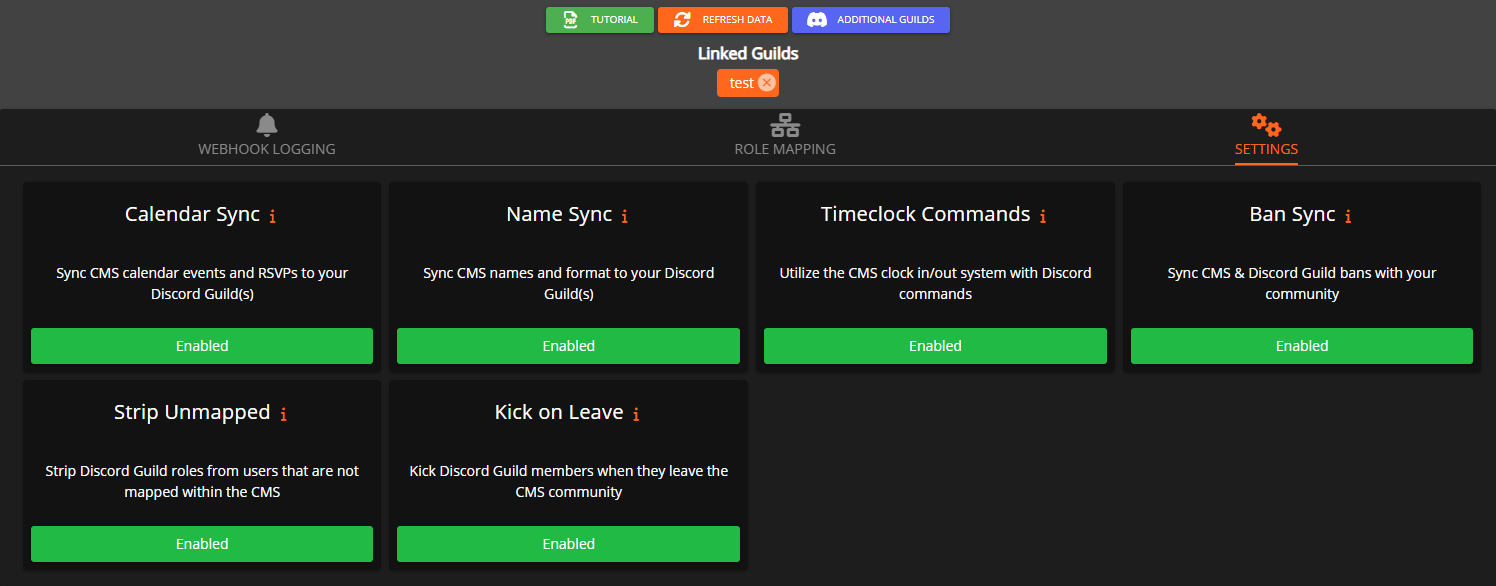 TUTORIAL
REFRESH DATA
ADDITIONAL GUILDS
Linked Guilds
test
WEBHOOK LOGGING
ROLE MAPPING
SETTINGS
Calendar Sync i
Sync CMS calendar events and RSVPs to your
Discord Guild(s)
Enabled
Name Sync i
Sync CMS names and format to your Discord
Guild(s)
Enabled
Timeclock Commands i
Utilize the CMS clock in/out system with Discord
commands
Enabled
Ban Sync i
Sync CMS & Discord Guild bans with your
community
Enabled
Strip Unmapped i
Strip Discord Guild roles from users that are not
mapped within the CMS
Enabled
Kick on Leave i
Kick Discord Guild members when they leave the
CMS community
Enabled